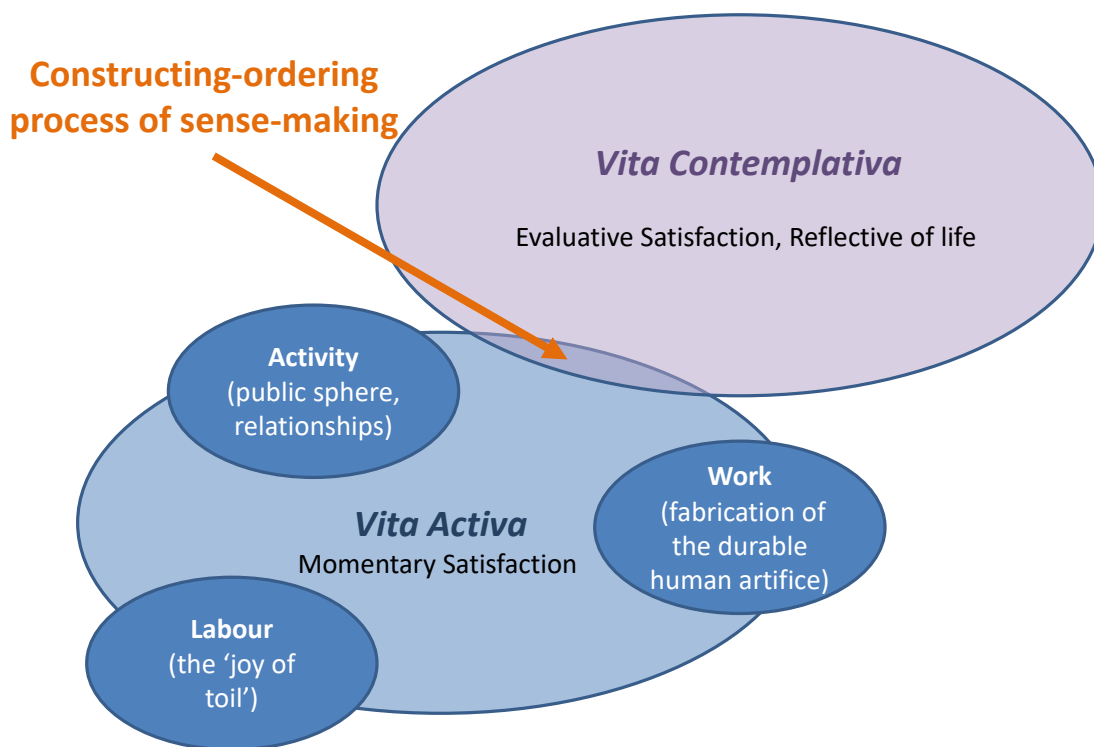 Constructing-ordering
process of sense-making
Vita Contemplativa
Evaluative Satisfaction, Reflective of life
Activity
(public sphere,
relationships)
Work
(fabrication of
the durable
human artifice)
Vita Activa
Momentary Satisfaction
Labour
(the ‘joy of
toil’)